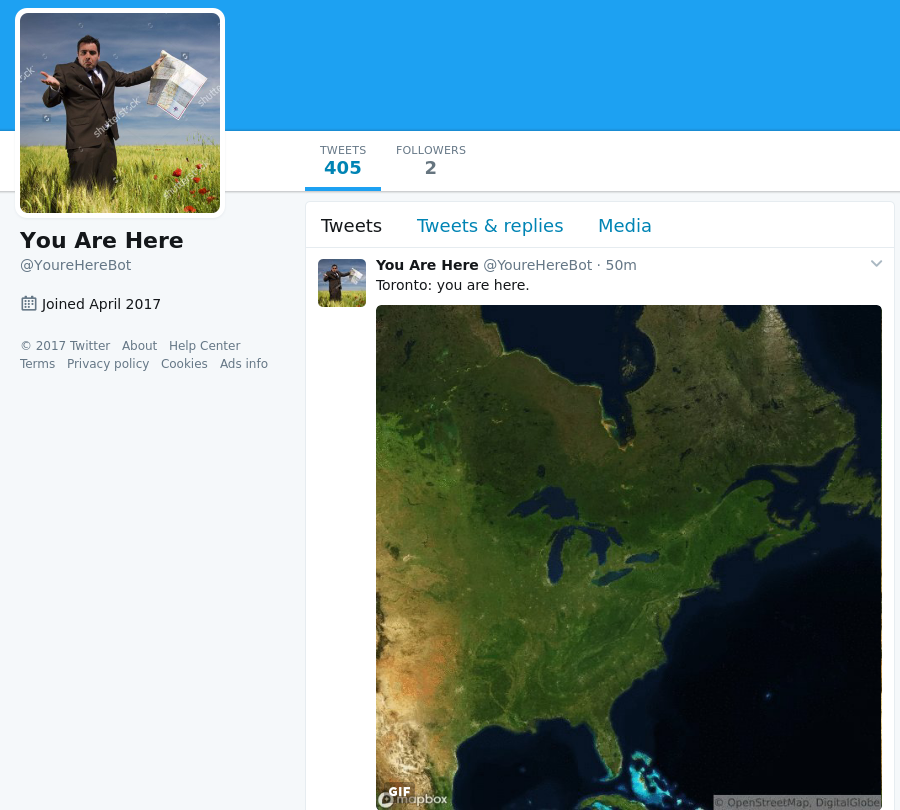 shutterstock
TWEETS
405
FOLLOWERS
2
You Are Here
@YoureHereBot
Joined April 2017
© 2017 Twitter About Help Center
Terms Privacy policy Cookies Ads info
Tweets Tweets & replies Media
You Are Here @YoureHereBot · 50m
Toronto: you are here.
GIF
mapbox
© OpenStreetMap, DigitalGlobe